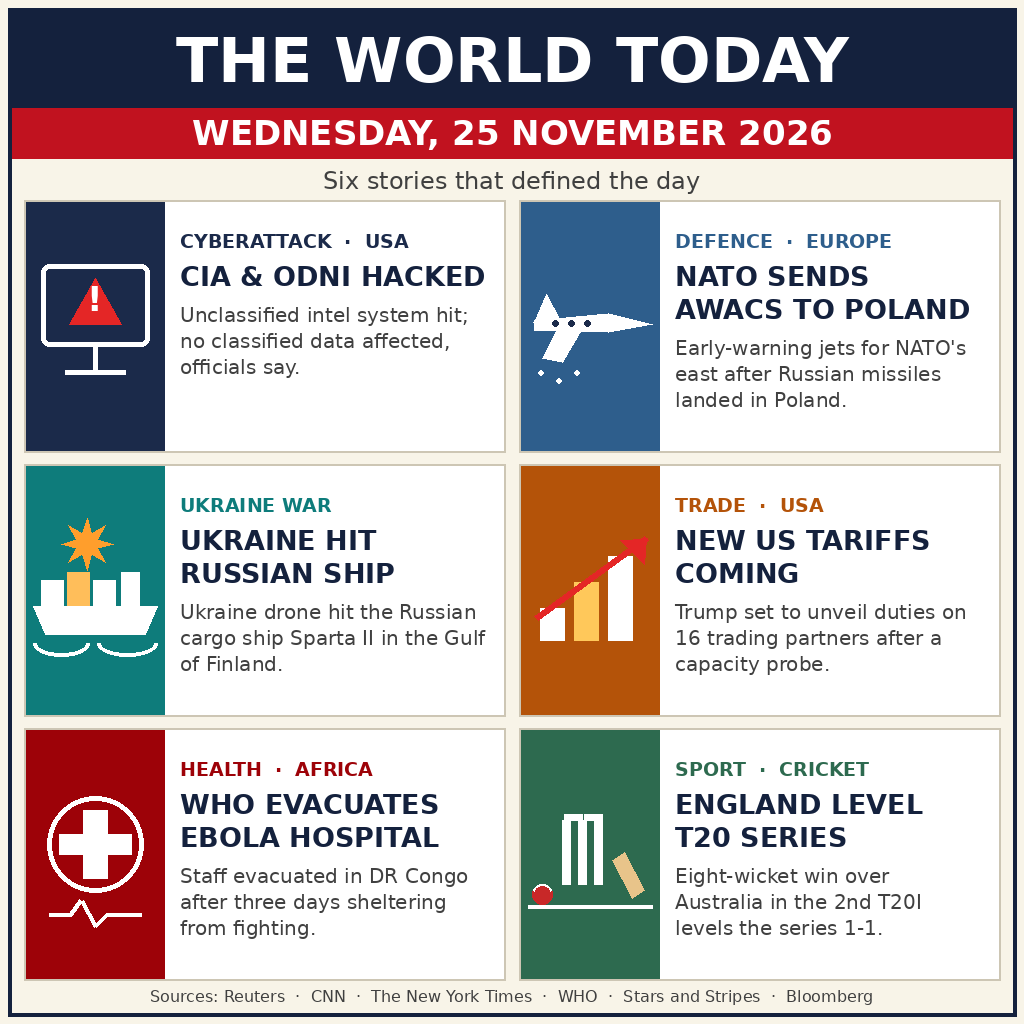 THE WORLD TODAY
WEDNESDAY, 25 NOVEMBER 2026
Six stories that defined the day
CYBERATTACK · USA
CIA & ODNI HACKED
Unclassified intel system hit;
no classified data affected,
officials say.
DEFENCE · EUROPE
NATO SENDS
AWACS TO POLAND
Early-warning jets for NATO's
east after Russian missiles
landed in Poland.
UKRAINE WAR
UKRAINE HIT
RUSSIAN SHIP
Ukraine drone hit the Russian
cargo ship Sparta II in the Gulf
of Finland.
TRADE · USA
NEW US TARIFFS
COMING
Trump set to unveil duties on
16 trading partners after a
capacity probe.
HEALTH · AFRICA
WHO EVACUATES
EBOLA HOSPITAL
Staff evacuated in DR Congo
after three days sheltering
from fighting.
SPORT · CRICKET
ENGLAND LEVEL
T20 SERIES
Eight-wicket win over
Australia in the 2nd T20I
levels the series 1-1.
Sources: Reuters · CNN · The New York Times · WHO · Stars and Stripes · Bloomberg